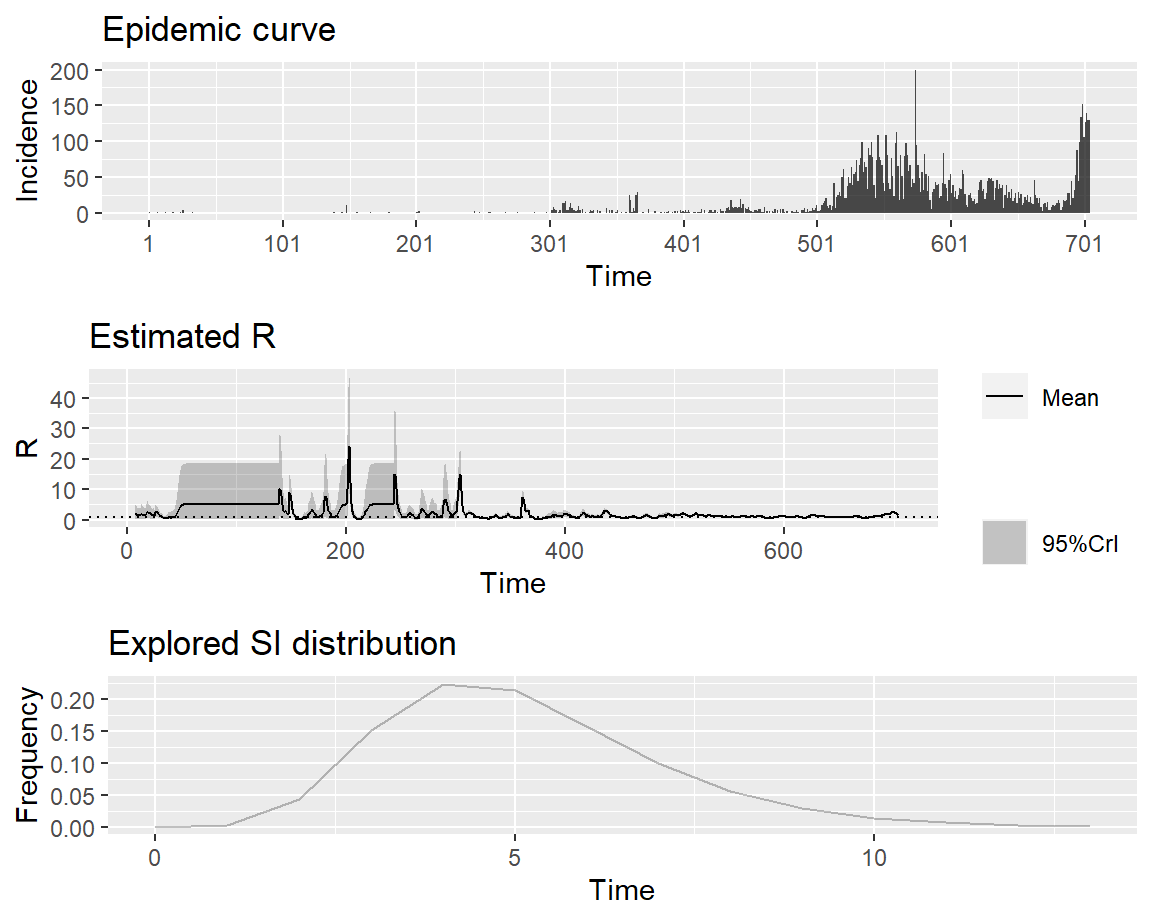 Epidemic curve
200
150
100
50
0
Incidence
1 101 201 301 401 501 601 701
Time
Estimated R
40
30
20
10
0
R
0 200 400 600
Time
Mean
95%CrI
Explored SI distribution
0.20
0.15
0.10
0.05
0.00
Frequency
0 5 10
Time